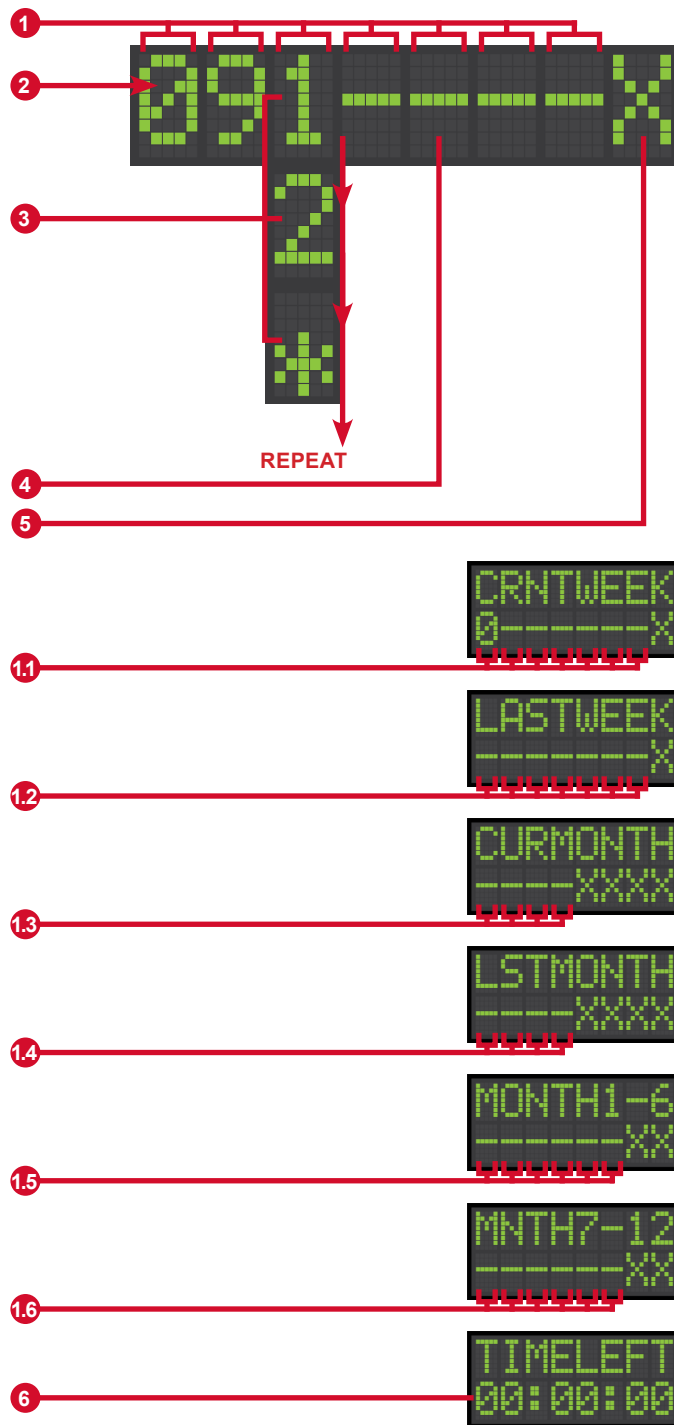 1
2
091----X
3
2
*
REPEAT
4
5
CRNTWEEK
0------X
1.1
LASTWEEK
-------X
1.2
CURMONTH
----XXXX
1.3
LSTMONTH
----XXXX
1.4
MONTH1-6
------XX
1.5
MNTH7-12
------XX
1.6
TIMELEFT
6
00:00:00